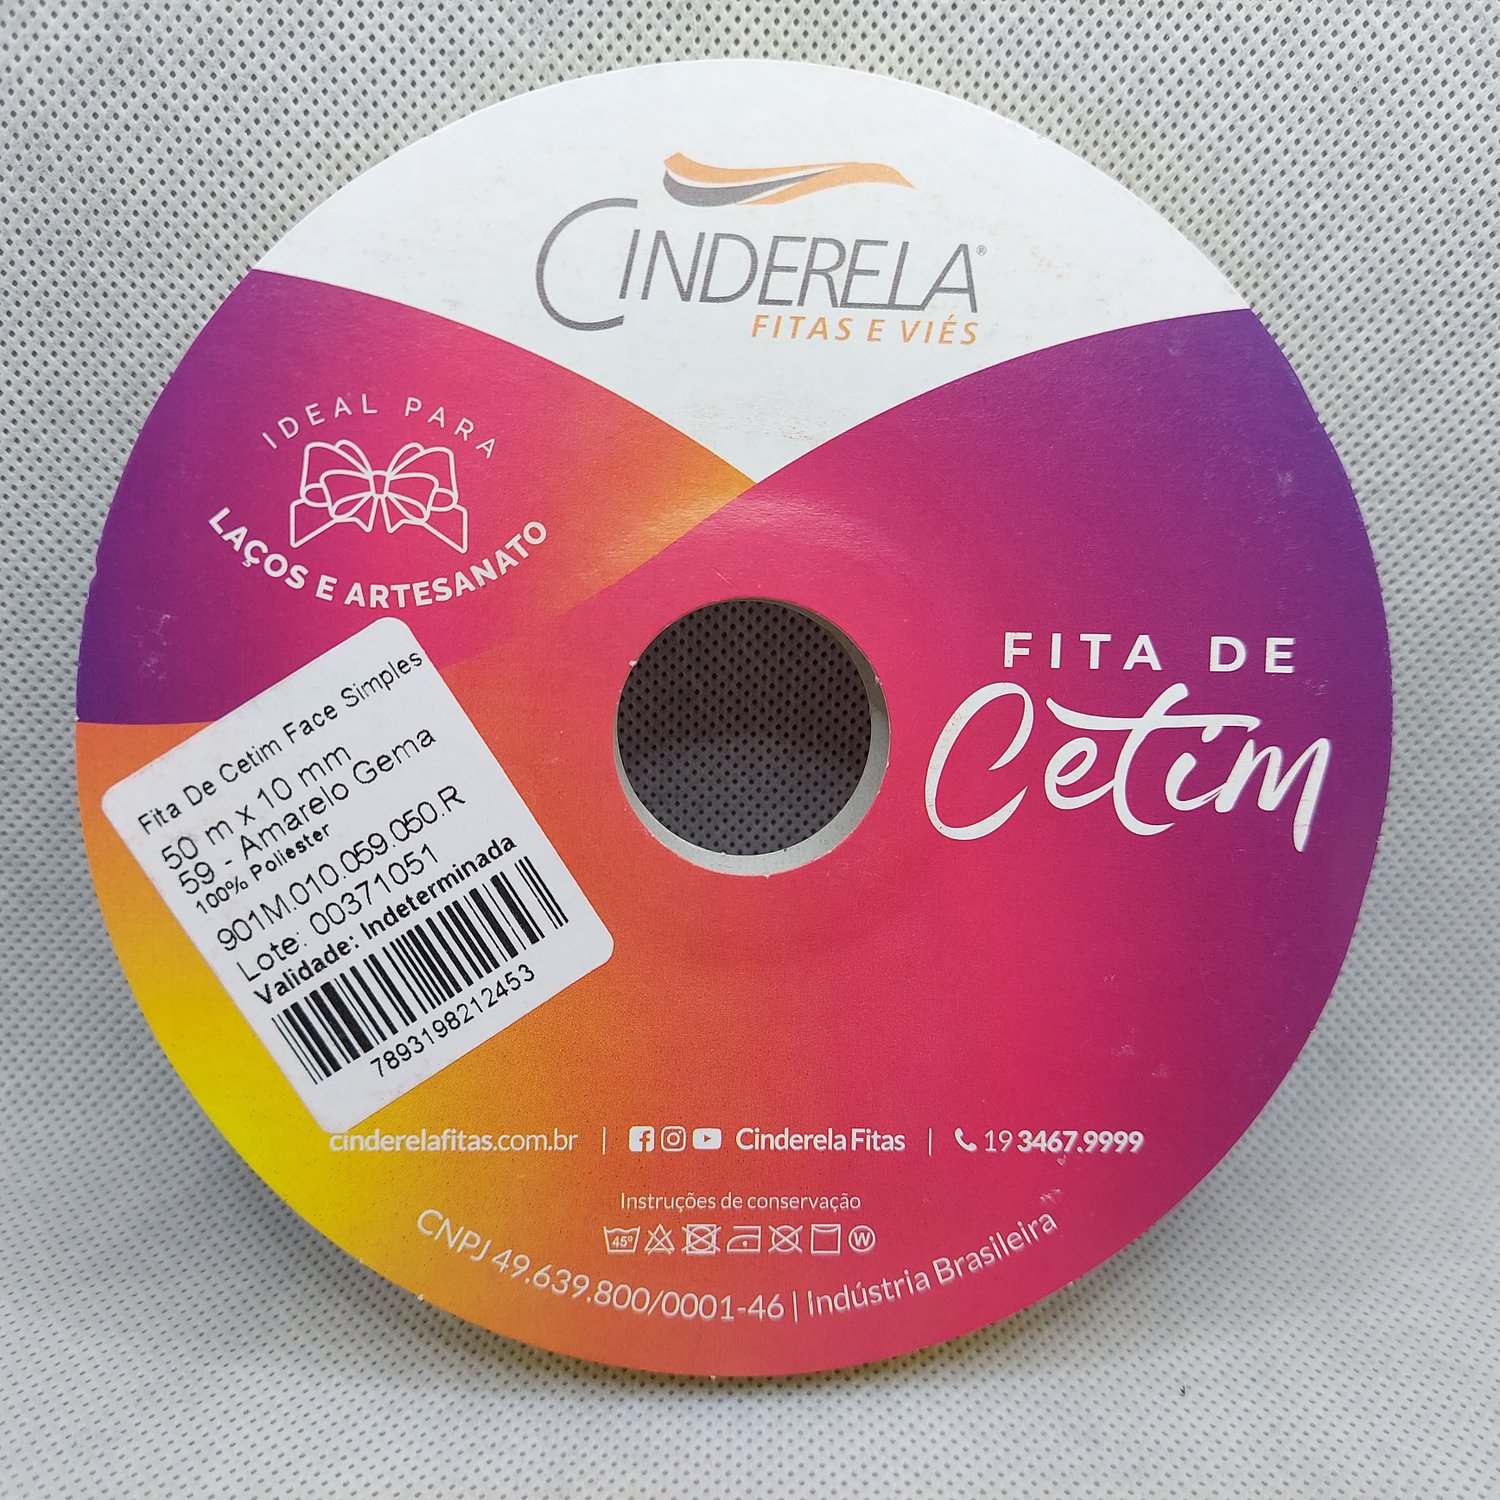 CINDERELA®
FITAS E VIÉS
IDEAL PARA
LAÇOS E ARTESANATO
FITA DE
Cetim
Fita De Cetim Face Simples
50 m x 10 mm
59 - Amarelo Gema
100% Poliester
901M.010.059.050.R
Lote: 00371051
Validade: Indeterminada
7893198212453
cinderelafitas.com.br | Cinderela Fitas | 19 3467.9999
Instruções de conservação
45º W
CNPJ 49.639.800/0001-46 | Indústria Brasileira